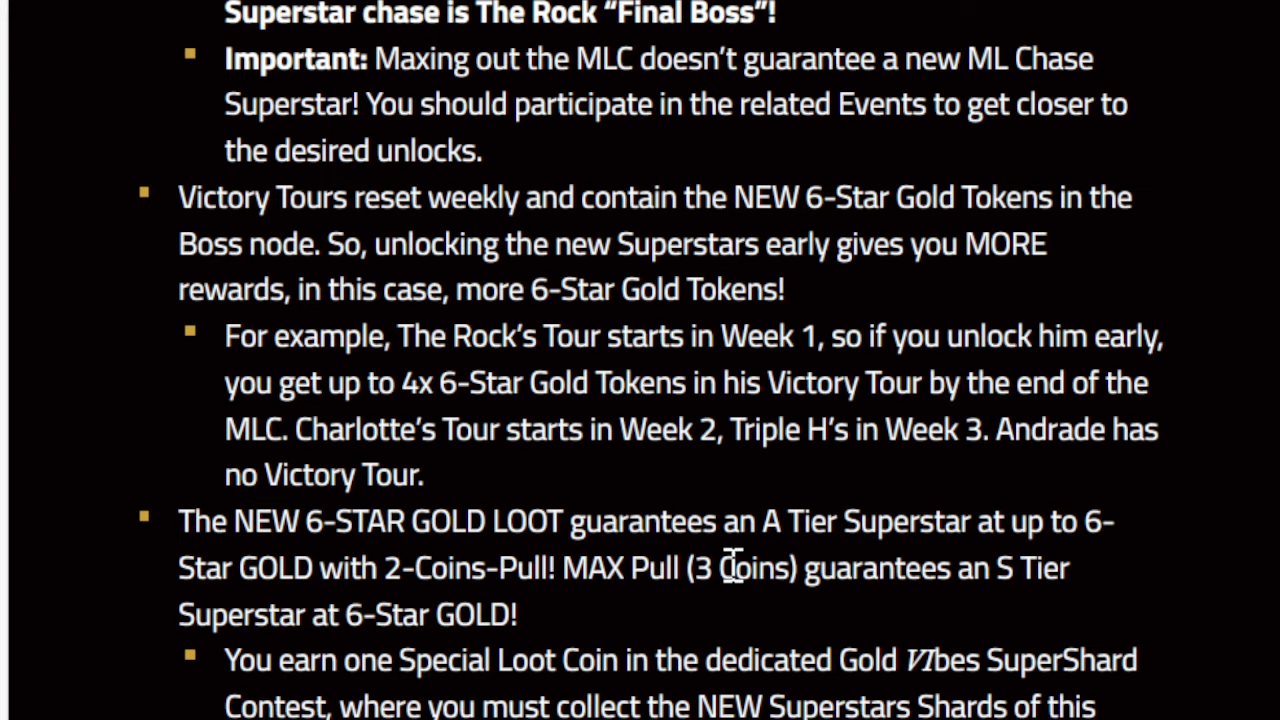 Superstar chase is The Rock “Final Boss”!
Important: Maxing out the MLC doesn’t guarantee a new ML Chase
Superstar! You should participate in the related Events to get closer to
the desired unlocks.
Victory Tours reset weekly and contain the NEW 6-Star Gold Tokens in the
Boss node. So, unlocking the new Superstars early gives you MORE
rewards, in this case, more 6-Star Gold Tokens!
For example, The Rock’s Tour starts in Week 1, so if you unlock him early,
you get up to 4x 6-Star Gold Tokens in his Victory Tour by the end of the
MLC. Charlotte’s Tour starts in Week 2, Triple H’s in Week 3. Andrade has
no Victory Tour.
The NEW 6-STAR GOLD LOOT guarantees an A Tier Superstar at up to 6-
Star GOLD with 2-Coins-Pull! MAX Pull (3 Coins) guarantees an S Tier
Superstar at 6-Star GOLD!
You earn one Special Loot Coin in the dedicated Gold VIbes SuperShard
Contest, where you must collect the NEW Superstars Shards of this